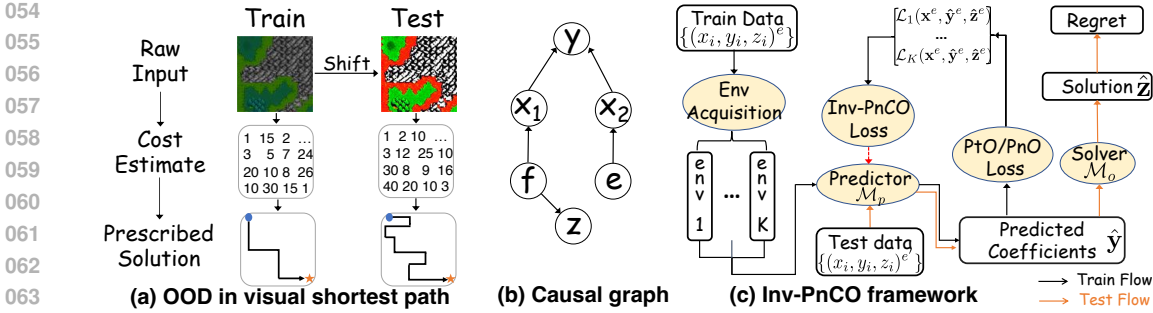 054
055
056
057
058
059
060
061
062
063
Train
Test
Raw
Input
Shift
Cost
Estimate
1 15 2 ...
3 5 7 24
20 10 8 26
10 30 15 1
1 2 10 ...
3 12 25 10
30 8 9 16
40 20 10 3
Prescribed
Solution
(a) OOD in visual shortest path
y
x₁
x₂
f
e
z
(b) Causal graph
Train Data
{(xᵢ, yᵢ, zᵢ)ᵉ}
Env
Acquisition
env 1
...
env K
ℒ₁(𝐱ᵉ, ŷᵉ, ẑᵉ)
...
ℒ_K(𝐱ᵉ, ŷᵉ, ẑᵉ)
Inv-PnCO
Loss
Predictor
ℳₚ
Test data
{(xᵢ, yᵢ, zᵢ)ᵉ'}
PtO/PnO
Loss
Predicted
Coefficients ŷ
Regret
Solution ẑ
Solver
ℳₒ
Train Flow
Test Flow
(c) Inv-PnCO framework